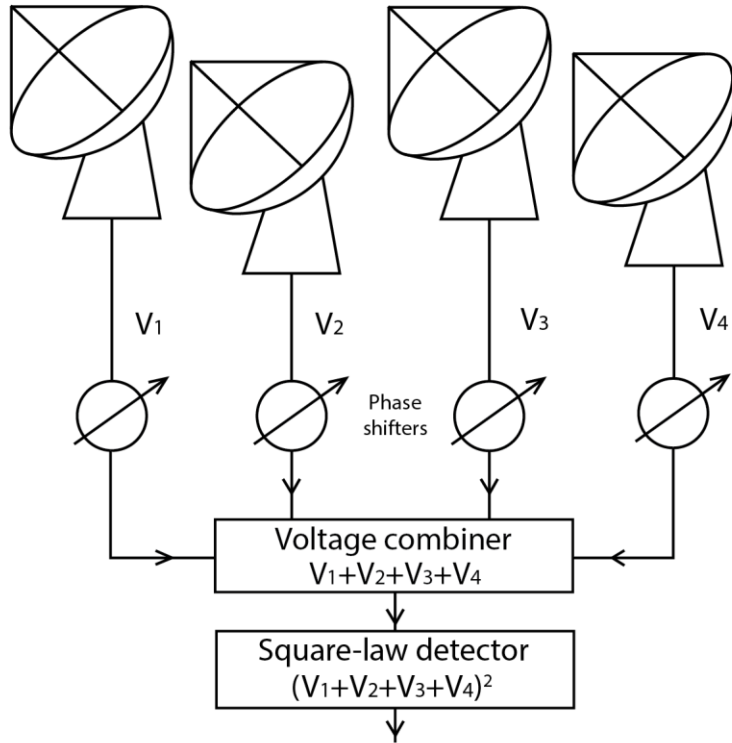 V₁
V₂
V₃
V₄
Phase
shifters
Voltage combiner
V₁+V₂+V₃+V₄
Square-law detector
(V₁+V₂+V₃+V₄)²